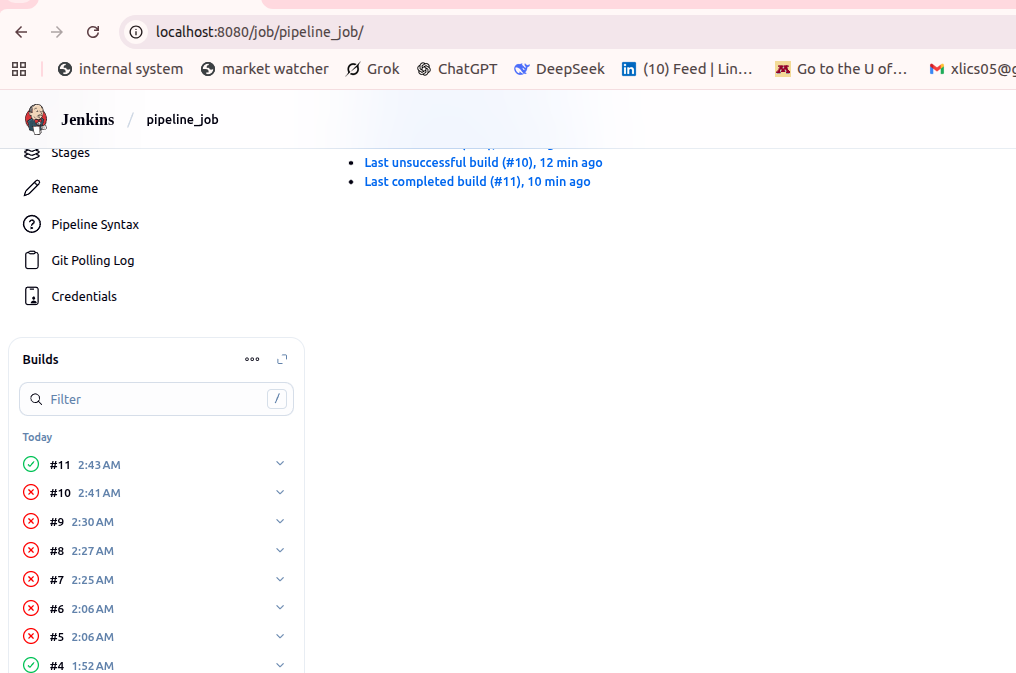 localhost:8080/job/pipeline_job/
internal system market watcher Grok ChatGPT DeepSeek (10) Feed | Lin... Go to the U of... xlics05@g
Jenkins / pipeline_job
Stages
Rename
Pipeline Syntax
Git Polling Log
Credentials
Last unsuccessful build (#10), 12 min ago
Last completed build (#11), 10 min ago
Builds
Filter /
Today
#11 2:43 AM
#10 2:41 AM
#9 2:30 AM
#8 2:27 AM
#7 2:25 AM
#6 2:06 AM
#5 2:06 AM
#4 1:52 AM